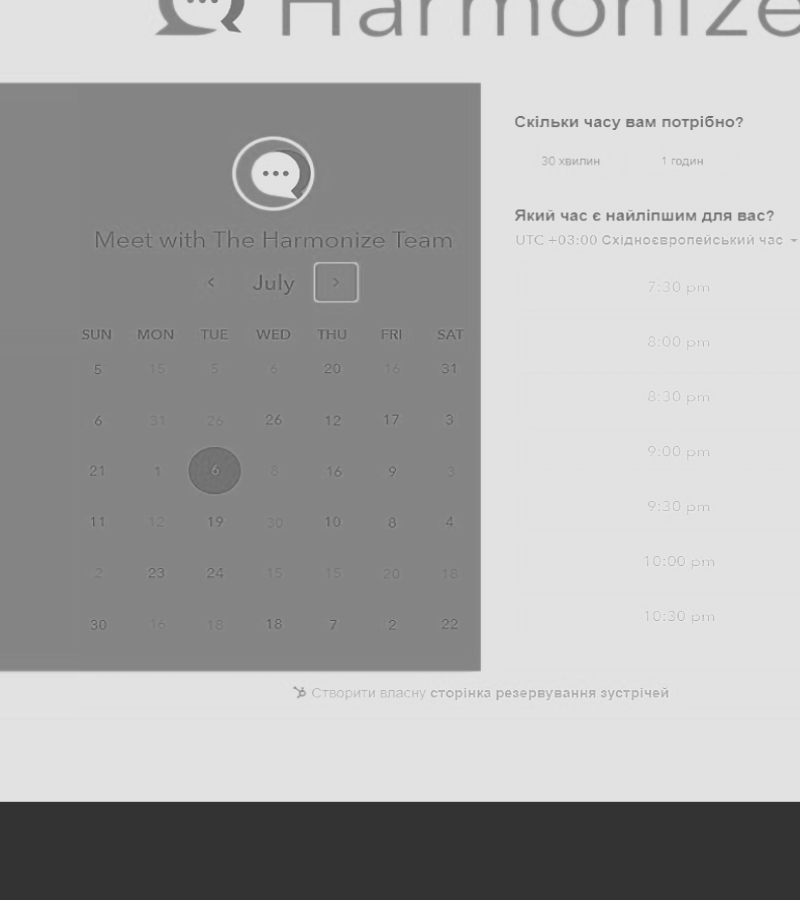 Harmonize
Meet with The Harmonize Team
July
SUN MON TUE WED THU FRI SAT
5 15 5 6 20 16 31
6 31 26 26 12 17 3
21 1 6 8 16 9 3
11 12 19 30 10 8 4
2 23 24 15 15 20 18
30 16 18 18 7 2 22
Скільки часу вам потрібно?
30 хвилин 1 годин
Який час є найліпшим для вас?
UTC +03:00 Східноєвропейський час
7:30 pm
8:00 pm
8:30 pm
9:00 pm
9:30 pm
10:00 pm
10:30 pm
Створити власну сторінка резервування зустрічей